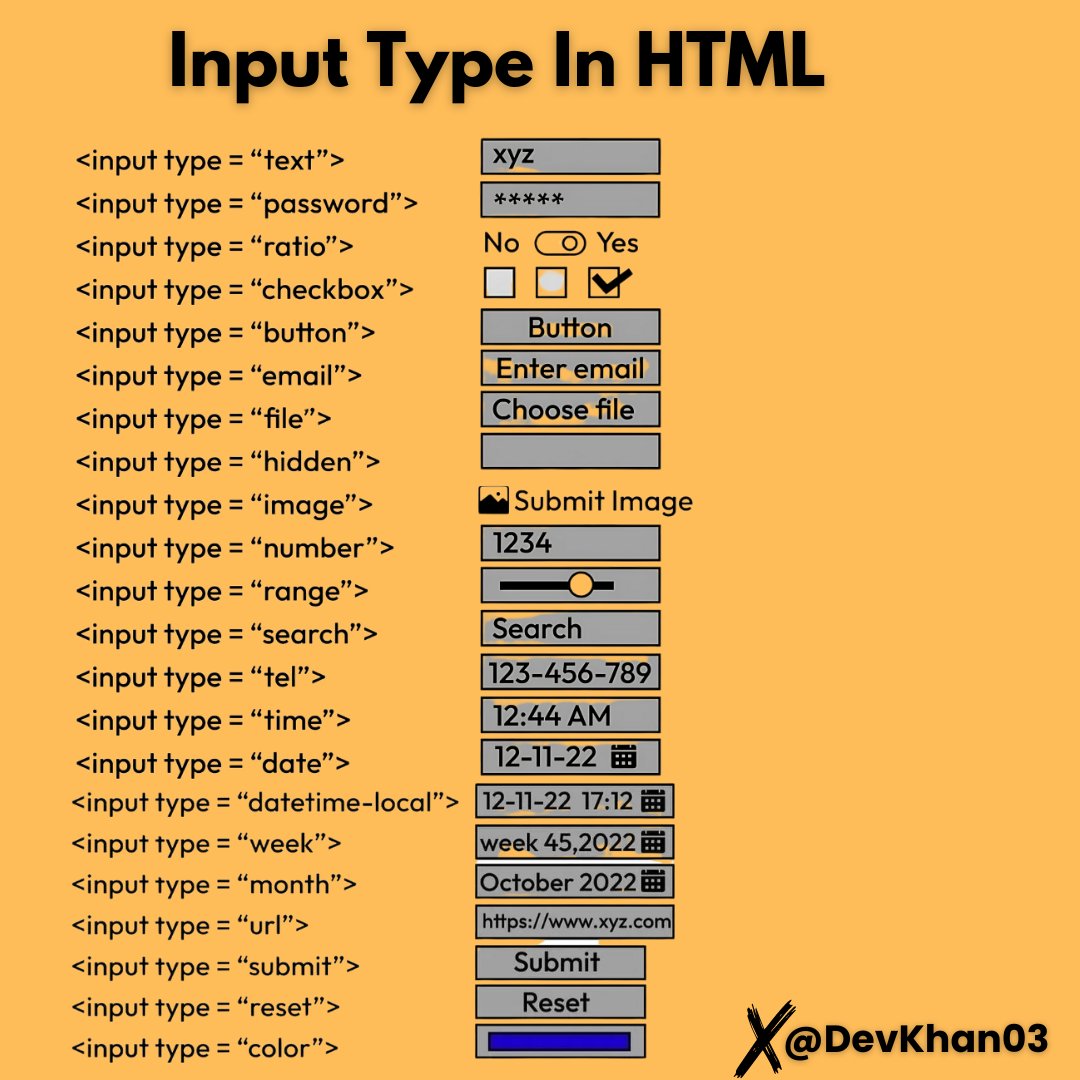 Input Type In HTML
<input type = “text”> xyz
<input type = “password”> *****
<input type = “ratio”> No Yes
<input type = “checkbox”>
<input type = “button”> Button
<input type = “email”> Enter email
<input type = “file”> Choose file
<input type = “hidden”>
<input type = “image”> Submit Image
<input type = “number”> 1234
<input type = “range”>
<input type = “search”> Search
<input type = “tel”> 123-456-789
<input type = “time”> 12:44 AM
<input type = “date”> 12-11-22
<input type = “datetime-local”> 12-11-22 17:12
<input type = “week”> week 45,2022
<input type = “month”> October 2022
<input type = “url”> https://www.xyz.com
<input type = “submit”> Submit
<input type = “reset”> Reset
<input type = “color”>
X@DevKhan03